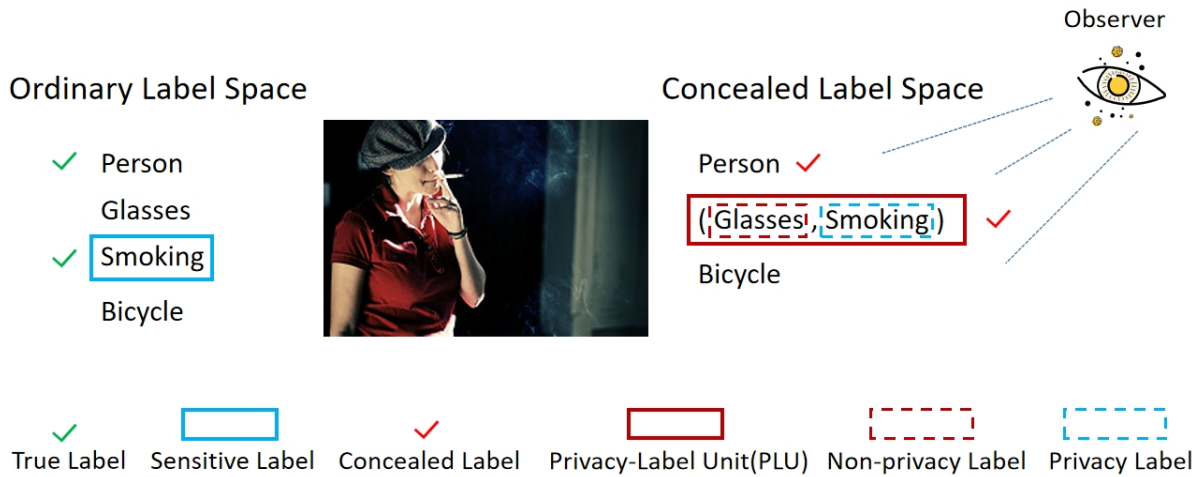 Observer
Ordinary Label Space
Concealed Label Space
Person
Glasses
Smoking
Bicycle
Person
(Glasses, Smoking)
Bicycle
True Label
Sensitive Label
Concealed Label
Privacy-Label Unit(PLU)
Non-privacy Label
Privacy Label